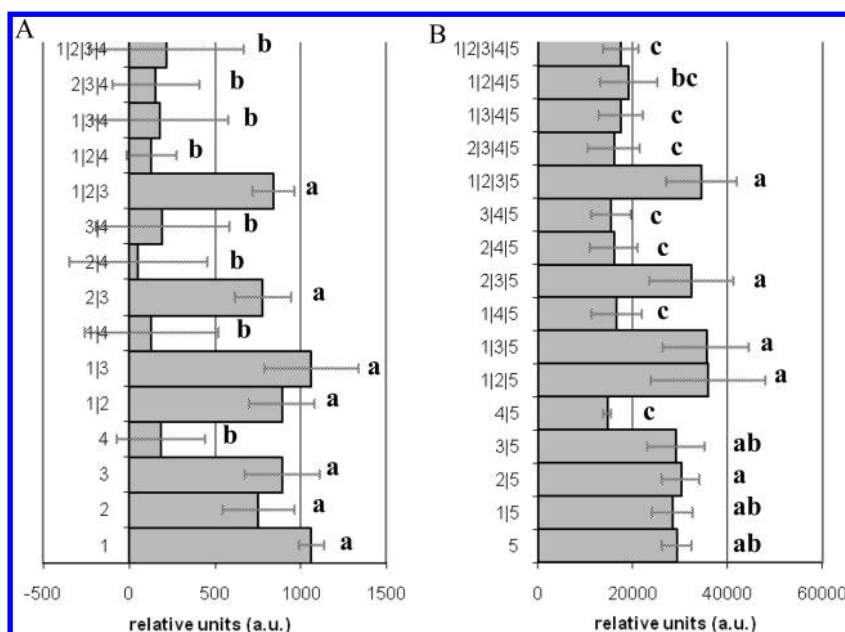 A
1|2|3|4 b
2|3|4 b
1|3|4 b
1|2|4 b
1|2|3 a
3|4 b
2|4 b
2|3 a
1|4 b
1|3 a
1|2 a
4 b
3 a
2 a
1 a
-500 0 500 1000 1500
relative units (a.u.)
B
1|2|3|4|5 c
1|2|4|5 bc
1|3|4|5 c
2|3|4|5 c
1|2|3|5 a
3|4|5 c
2|4|5 c
2|3|5 a
1|4|5 c
1|3|5 a
1|2|5 a
4|5 c
3|5 ab
2|5 a
1|5 ab
5 ab
0 20000 40000 60000
relative units (a.u.)